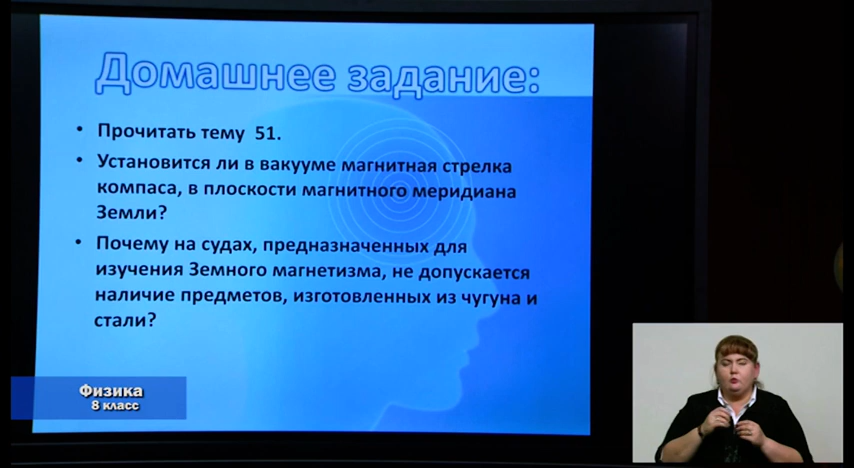 Домашнее задание:
• Прочитать тему 51.
• Установится ли в вакууме магнитная стрелка
компаса, в плоскости магнитного меридиана
Земли?
• Почему на судах, предназначенных для
изучения Земного магнетизма, не допускается
наличие предметов, изготовленных из чугуна и
стали?
Физика
8 класс